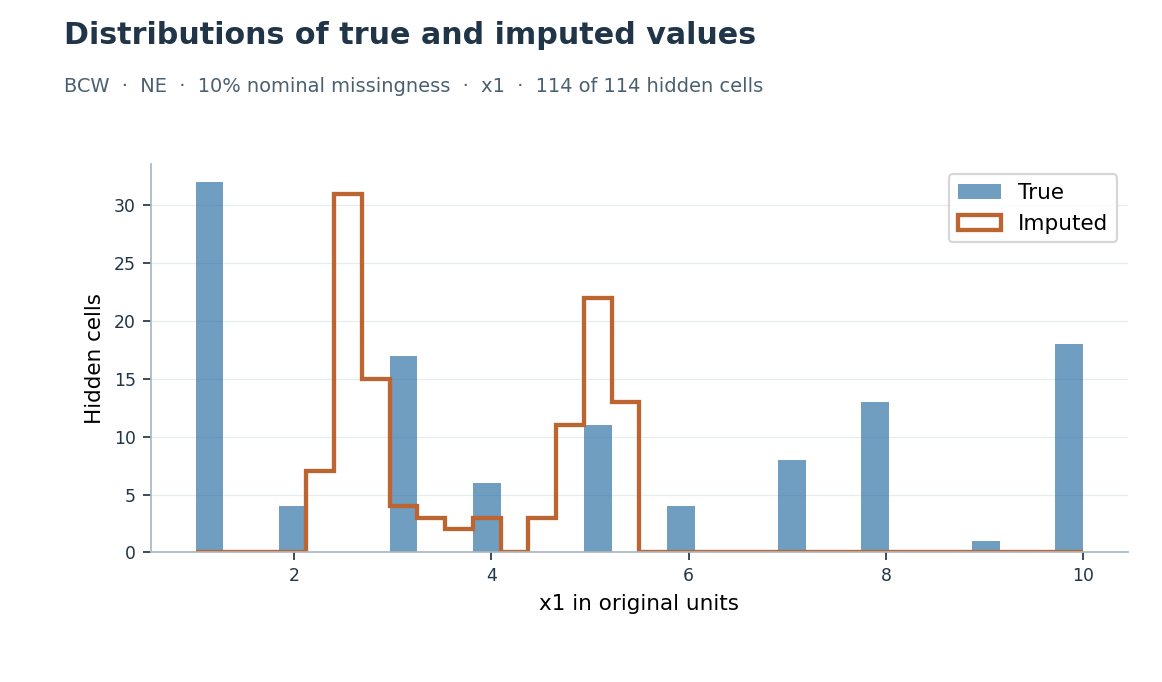 Distributions of true and imputed values
BCW · NE · 10% nominal missingness · x1 · 114 of 114 hidden cells
True
Imputed
Hidden cells
30
25
20
15
10
5
0
2
4
6
8
10
x1 in original units